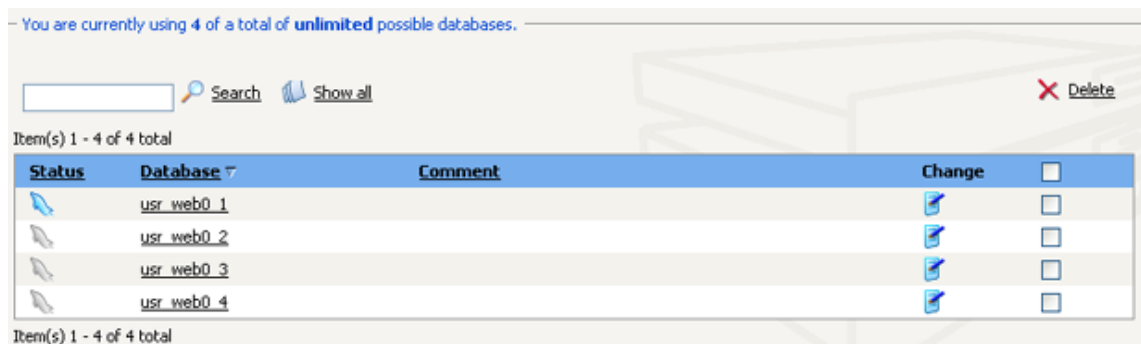 You are currently using 4 of a total of unlimited possible databases.
Search Show all Delete
Item(s) 1 - 4 of 4 total
Status Database Comment Change
usr_web0_1
usr_web0_2
usr_web0_3
usr_web0_4
Item(s) 1 - 4 of 4 total